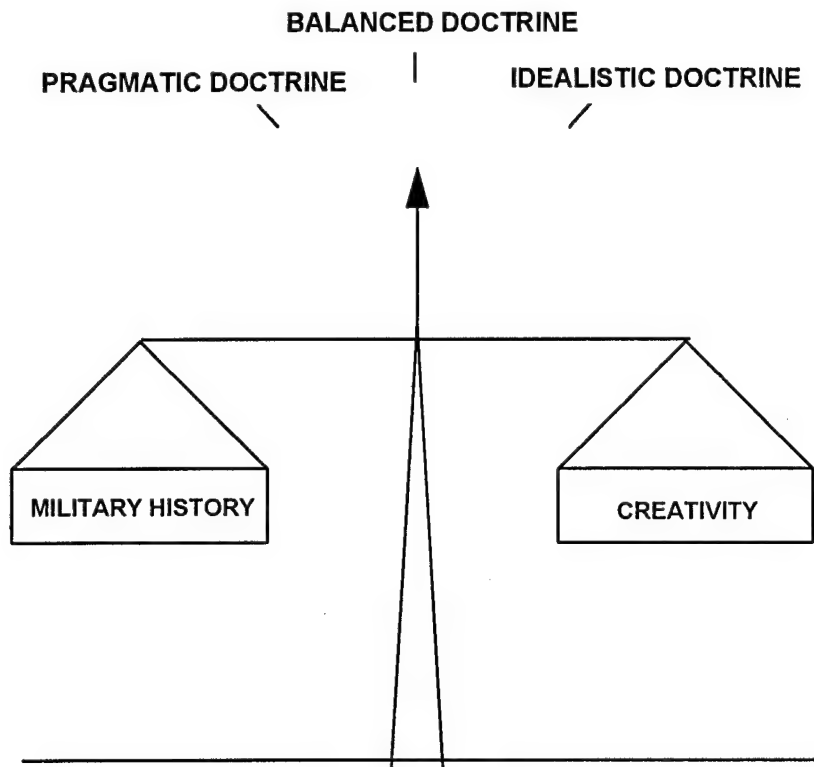 BALANCED DOCTRINE
PRAGMATIC DOCTRINE
IDEALISTIC DOCTRINE
MILITARY HISTORY
CREATIVITY